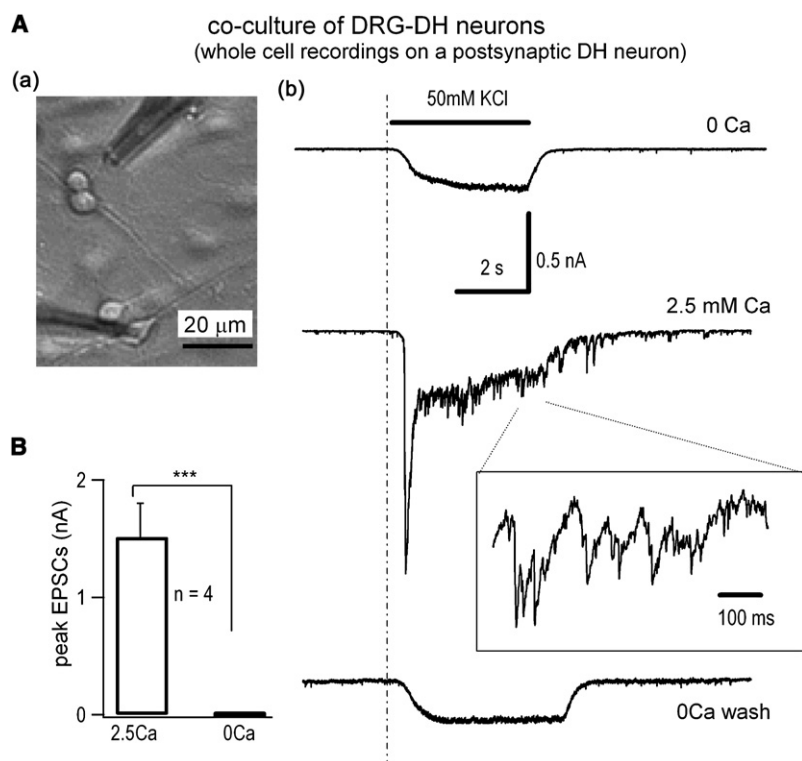 A
co-culture of DRG-DH neurons
(whole cell recordings on a postsynaptic DH neuron)
(a)
20 μm
(b)
50mM KCl
0 Ca
2 s
0.5 nA
2.5 mM Ca
100 ms
0Ca wash
B
peak EPSCs (nA)
2
1
0
***
n = 4
2.5Ca
0Ca